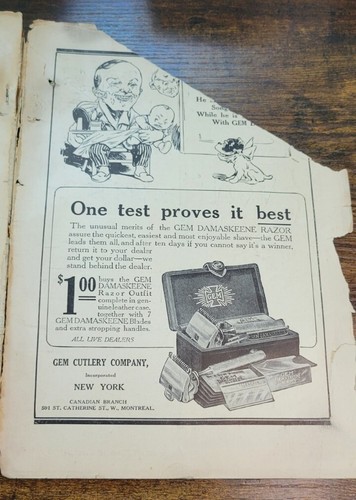 He
Song
While he is
With GEM
One test proves it best
The unusual merits of the GEM DAMASKEENE RAZOR
assure the quickest, easiest and most enjoyable shave—the GEM
leads them all, and after ten days if you cannot say it's a winner,
return it to your dealer
and get your dollar—we
stand behind the dealer.
$1.00 buys the GEM
DAMASKEENE
Razor Outfit
complete in gen-
uine leather case,
together with 7
GEM DAMASKEENE Blades
and extra stropping handles.
ALL LIVE DEALERS
GEM
GEM CUTLERY COMPANY,
Incorporated
NEW YORK
CANADIAN BRANCH
591 ST. CATHERINE ST., W., MONTREAL.